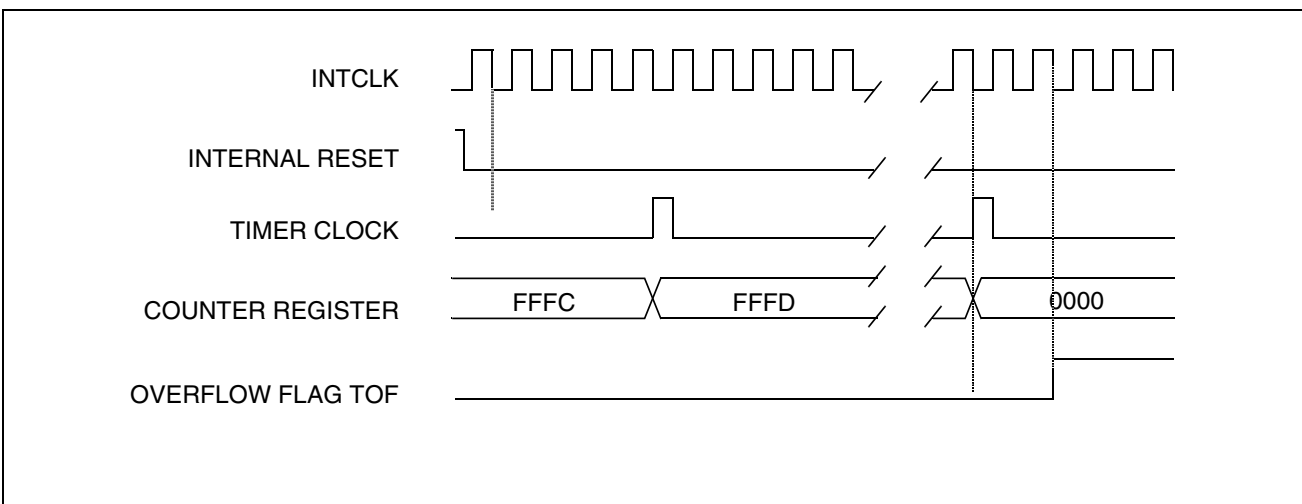 INTCLK
INTERNAL RESET
TIMER CLOCK
COUNTER REGISTER FFFC FFFD 0000
OVERFLOW FLAG TOF